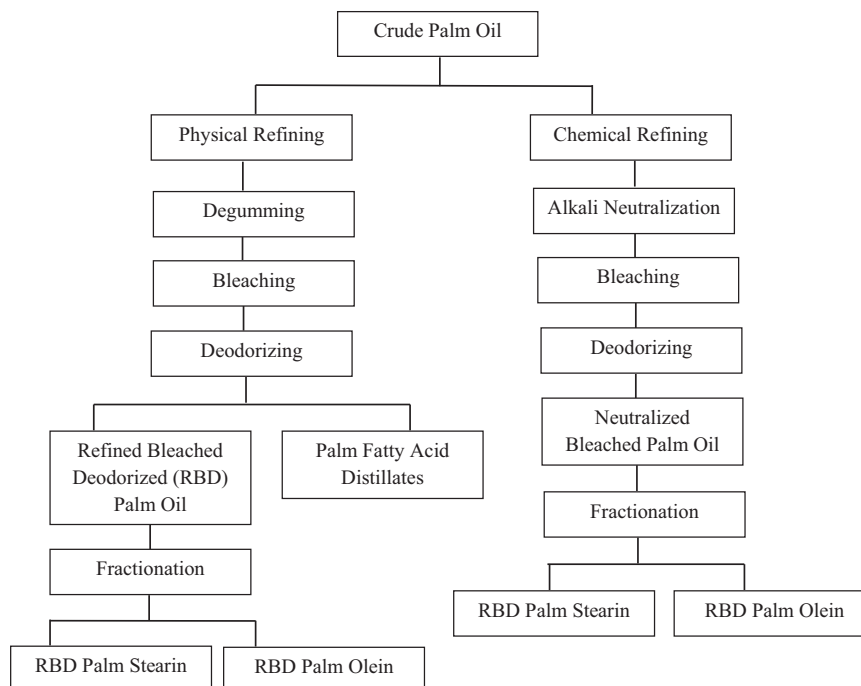 Crude Palm Oil
Physical Refining
Chemical Refining
Degumming
Alkali Neutralization
Bleaching
Bleaching
Deodorizing
Deodorizing
Refined Bleached
Deodorized (RBD)
Palm Oil
Palm Fatty Acid
Distillates
Neutralized
Bleached Palm Oil
Fractionation
Fractionation
RBD Palm Stearin
RBD Palm Olein
RBD Palm Stearin
RBD Palm Olein